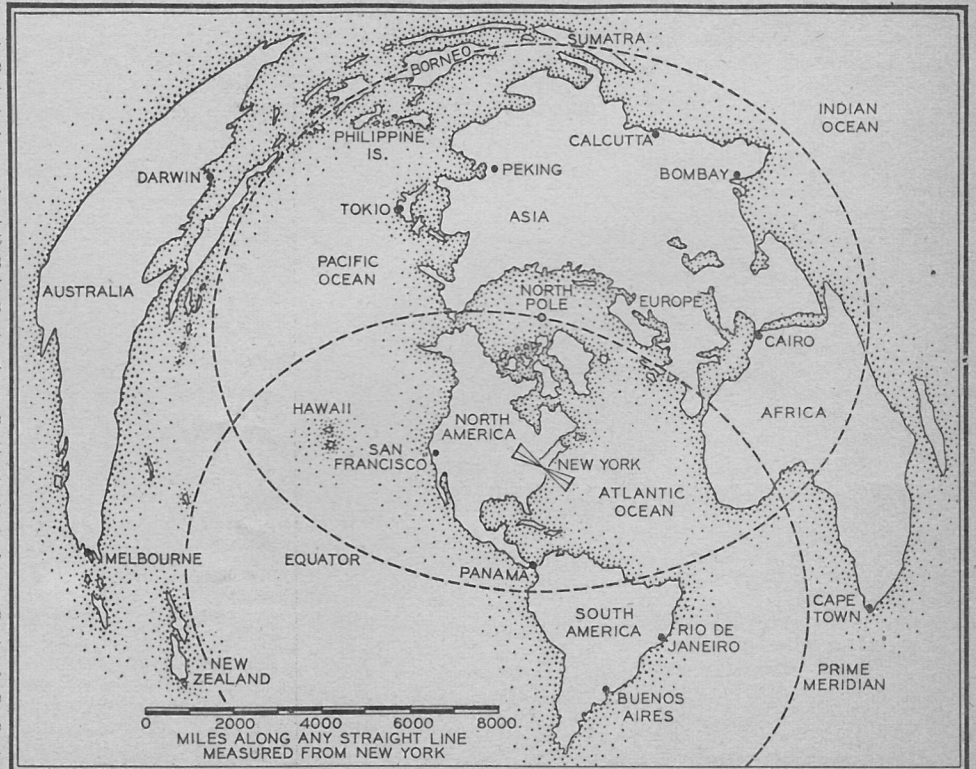 SUMATRA
BORNEO
INDIAN
OCEAN
PHILIPPINE
IS.
CALCUTTA
DARWIN
PEKING
BOMBAY
TOKIO
ASIA
PACIFIC
OCEAN
AUSTRALIA
NORTH
POLE
EUROPE
CAIRO
HAWAII
NORTH
AMERICA
AFRICA
SAN
FRANCISCO
NEW YORK
ATLANTIC
OCEAN
MELBOURNE
EQUATOR
PANAMA
SOUTH
AMERICA
CAPE
TOWN
RIO DE
JANEIRO
NEW
ZEALAND
PRIME
MERIDIAN
BUENOS
AIRES
0 2000 4000 6000 8000
MILES ALONG ANY STRAIGHT LINE
MEASURED FROM NEW YORK